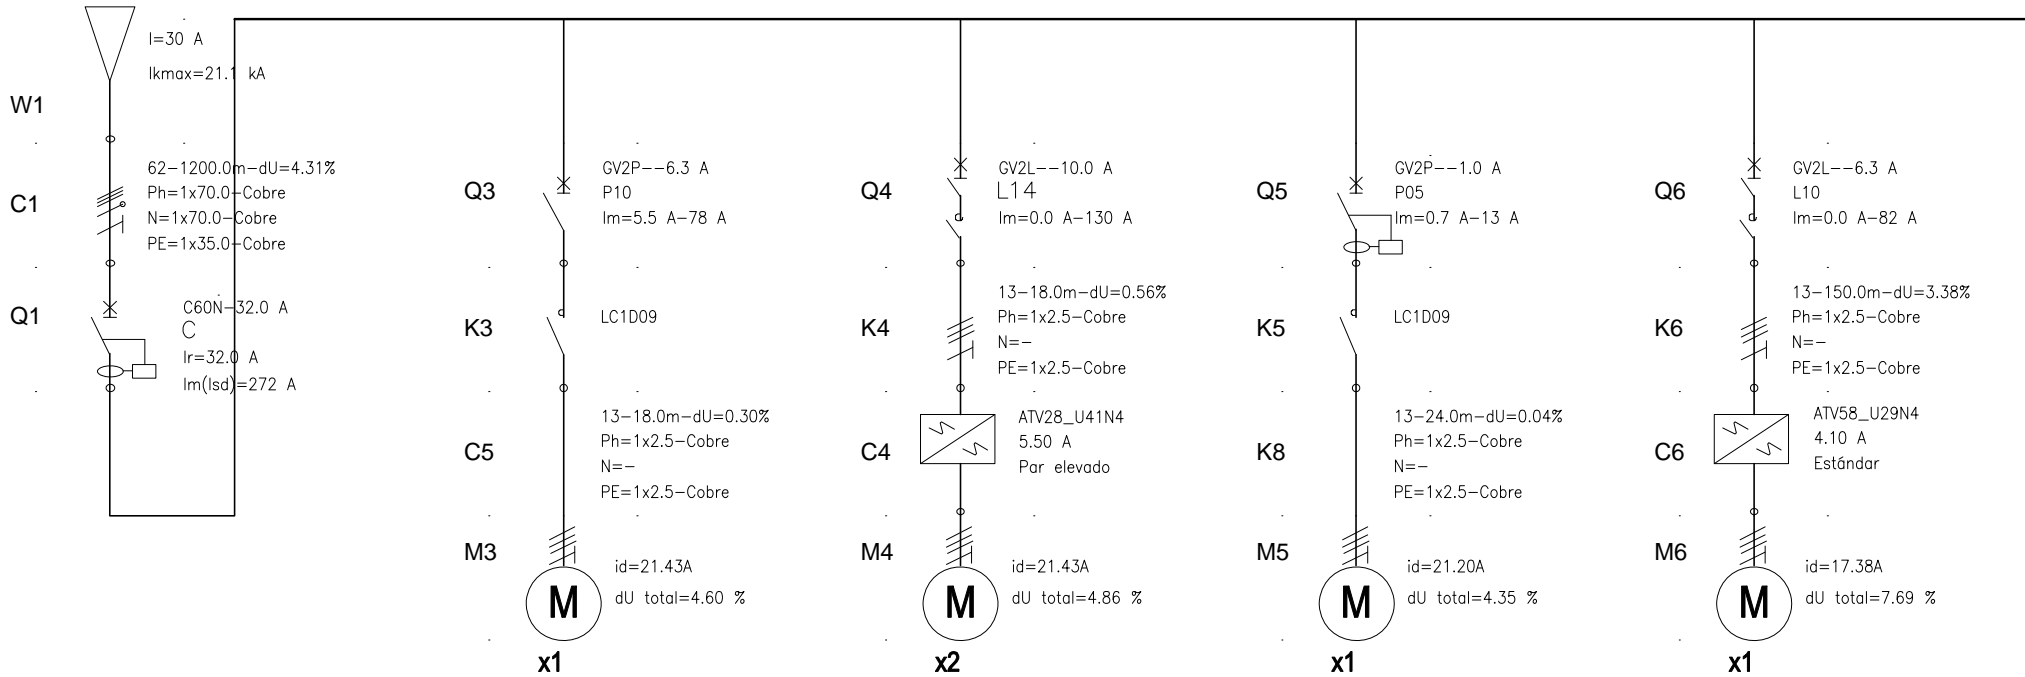 I=30 A
Ikmax=21.1 kA
W1
62-1200.0m-dU=4.31%
Ph=1x70.0-Cobre
C1
N=1x70.0-Cobre
PE=1x35.0-Cobre
Q1
C60N-32.0 A
C
Ir=32.0 A
Im(Isd)=272 A
Q3
GV2P--6.3 A
P10
Im=5.5 A-78 A
K3
LC1D09
C5
13-18.0m-dU=0.30%
Ph=1x2.5-Cobre
N=-
PE=1x2.5-Cobre
M3
id=21.43A
dU total=4.60 %
M
x1
Q4
GV2L--10.0 A
L14
Im=0.0 A-130 A
K4
13-18.0m-dU=0.56%
Ph=1x2.5-Cobre
N=-
PE=1x2.5-Cobre
C4
ATV28_U41N4
5.50 A
Par elevado
M4
id=21.43A
dU total=4.86 %
M
x2
Q5
GV2P--1.0 A
P05
Im=0.7 A-13 A
K5
LC1D09
K8
13-24.0m-dU=0.04%
Ph=1x2.5-Cobre
N=-
PE=1x2.5-Cobre
M5
id=21.20A
dU total=4.35 %
M
x1
Q6
GV2L--6.3 A
L10
Im=0.0 A-82 A
K6
13-150.0m-dU=3.38%
Ph=1x2.5-Cobre
N=-
PE=1x2.5-Cobre
C6
ATV58_U29N4
4.10 A
Estándar
M6
id=17.38A
dU total=7.69 %
M
x1